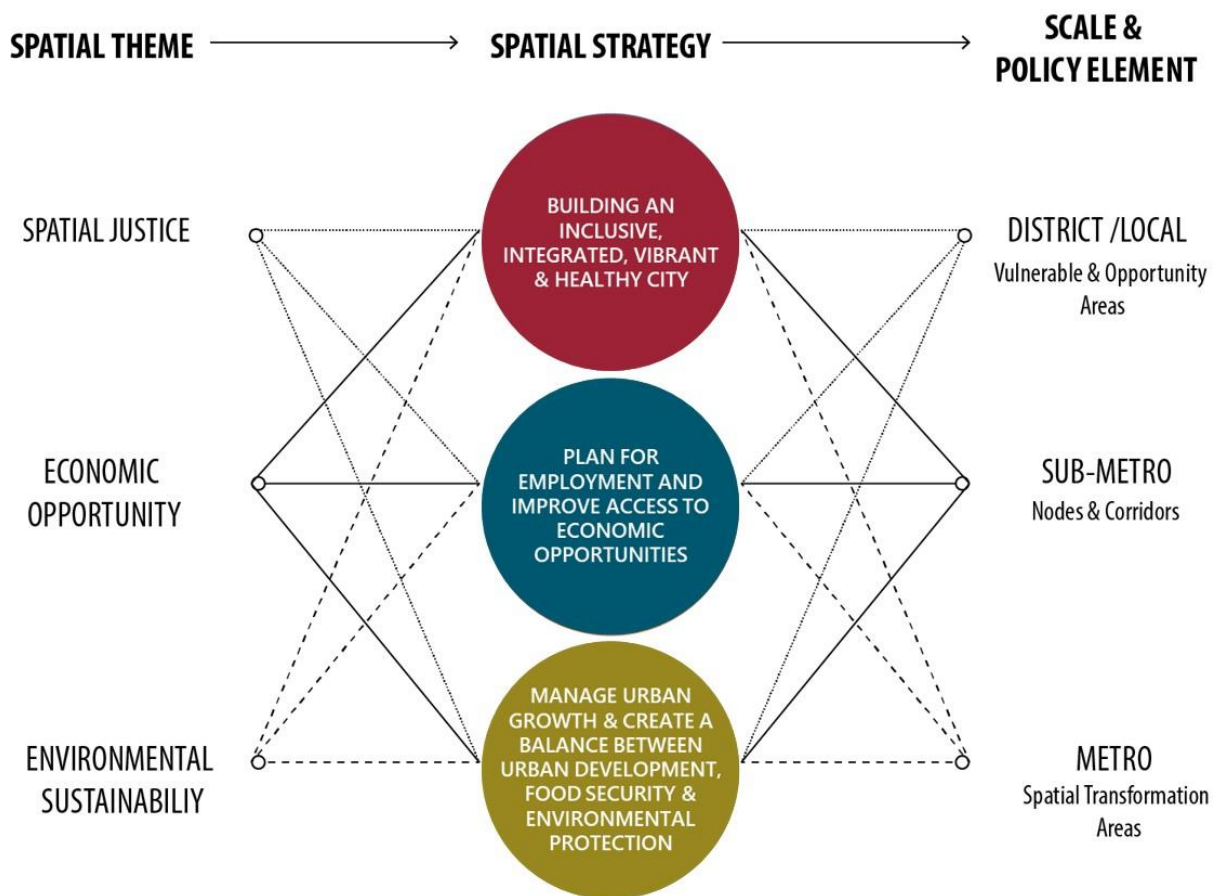 SPATIAL THEME
SPATIAL STRATEGY
SCALE &
POLICY ELEMENT
SPATIAL JUSTICE
BUILDING AN
INCLUSIVE,
INTEGRATED, VIBRANT
& HEALTHY CITY
DISTRICT /LOCAL
Vulnerable & Opportunity
Areas
ECONOMIC
OPPORTUNITY
PLAN FOR
EMPLOYMENT AND
IMPROVE ACCESS TO
ECONOMIC
OPPORTUNITIES
SUB-METRO
Nodes & Corridors
ENVIRONMENTAL
SUSTAINABILIY
MANAGE URBAN
GROWTH & CREATE A
BALANCE BETWEEN
URBAN DEVELOPMENT,
FOOD SECURITY &
ENVIRONMENTAL
PROTECTION
METRO
Spatial Transformation
Areas